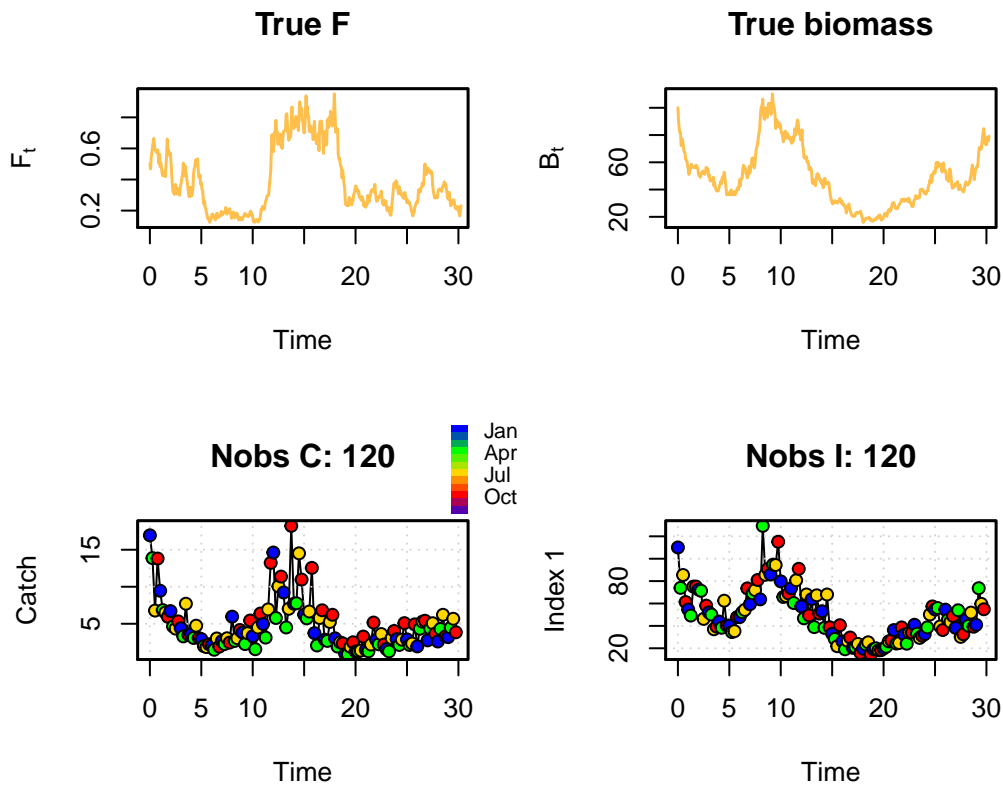 True F
F_t
0.6
0.2
0 5 10 20 30
Time
True biomass
B_t
60
20
0 5 10 20 30
Time
Nobs C: 120
Jan
Apr
Jul
Oct
Catch
15
5
0 5 10 20 30
Time
Nobs I: 120
Index 1
80
20
0 5 10 20 30
Time